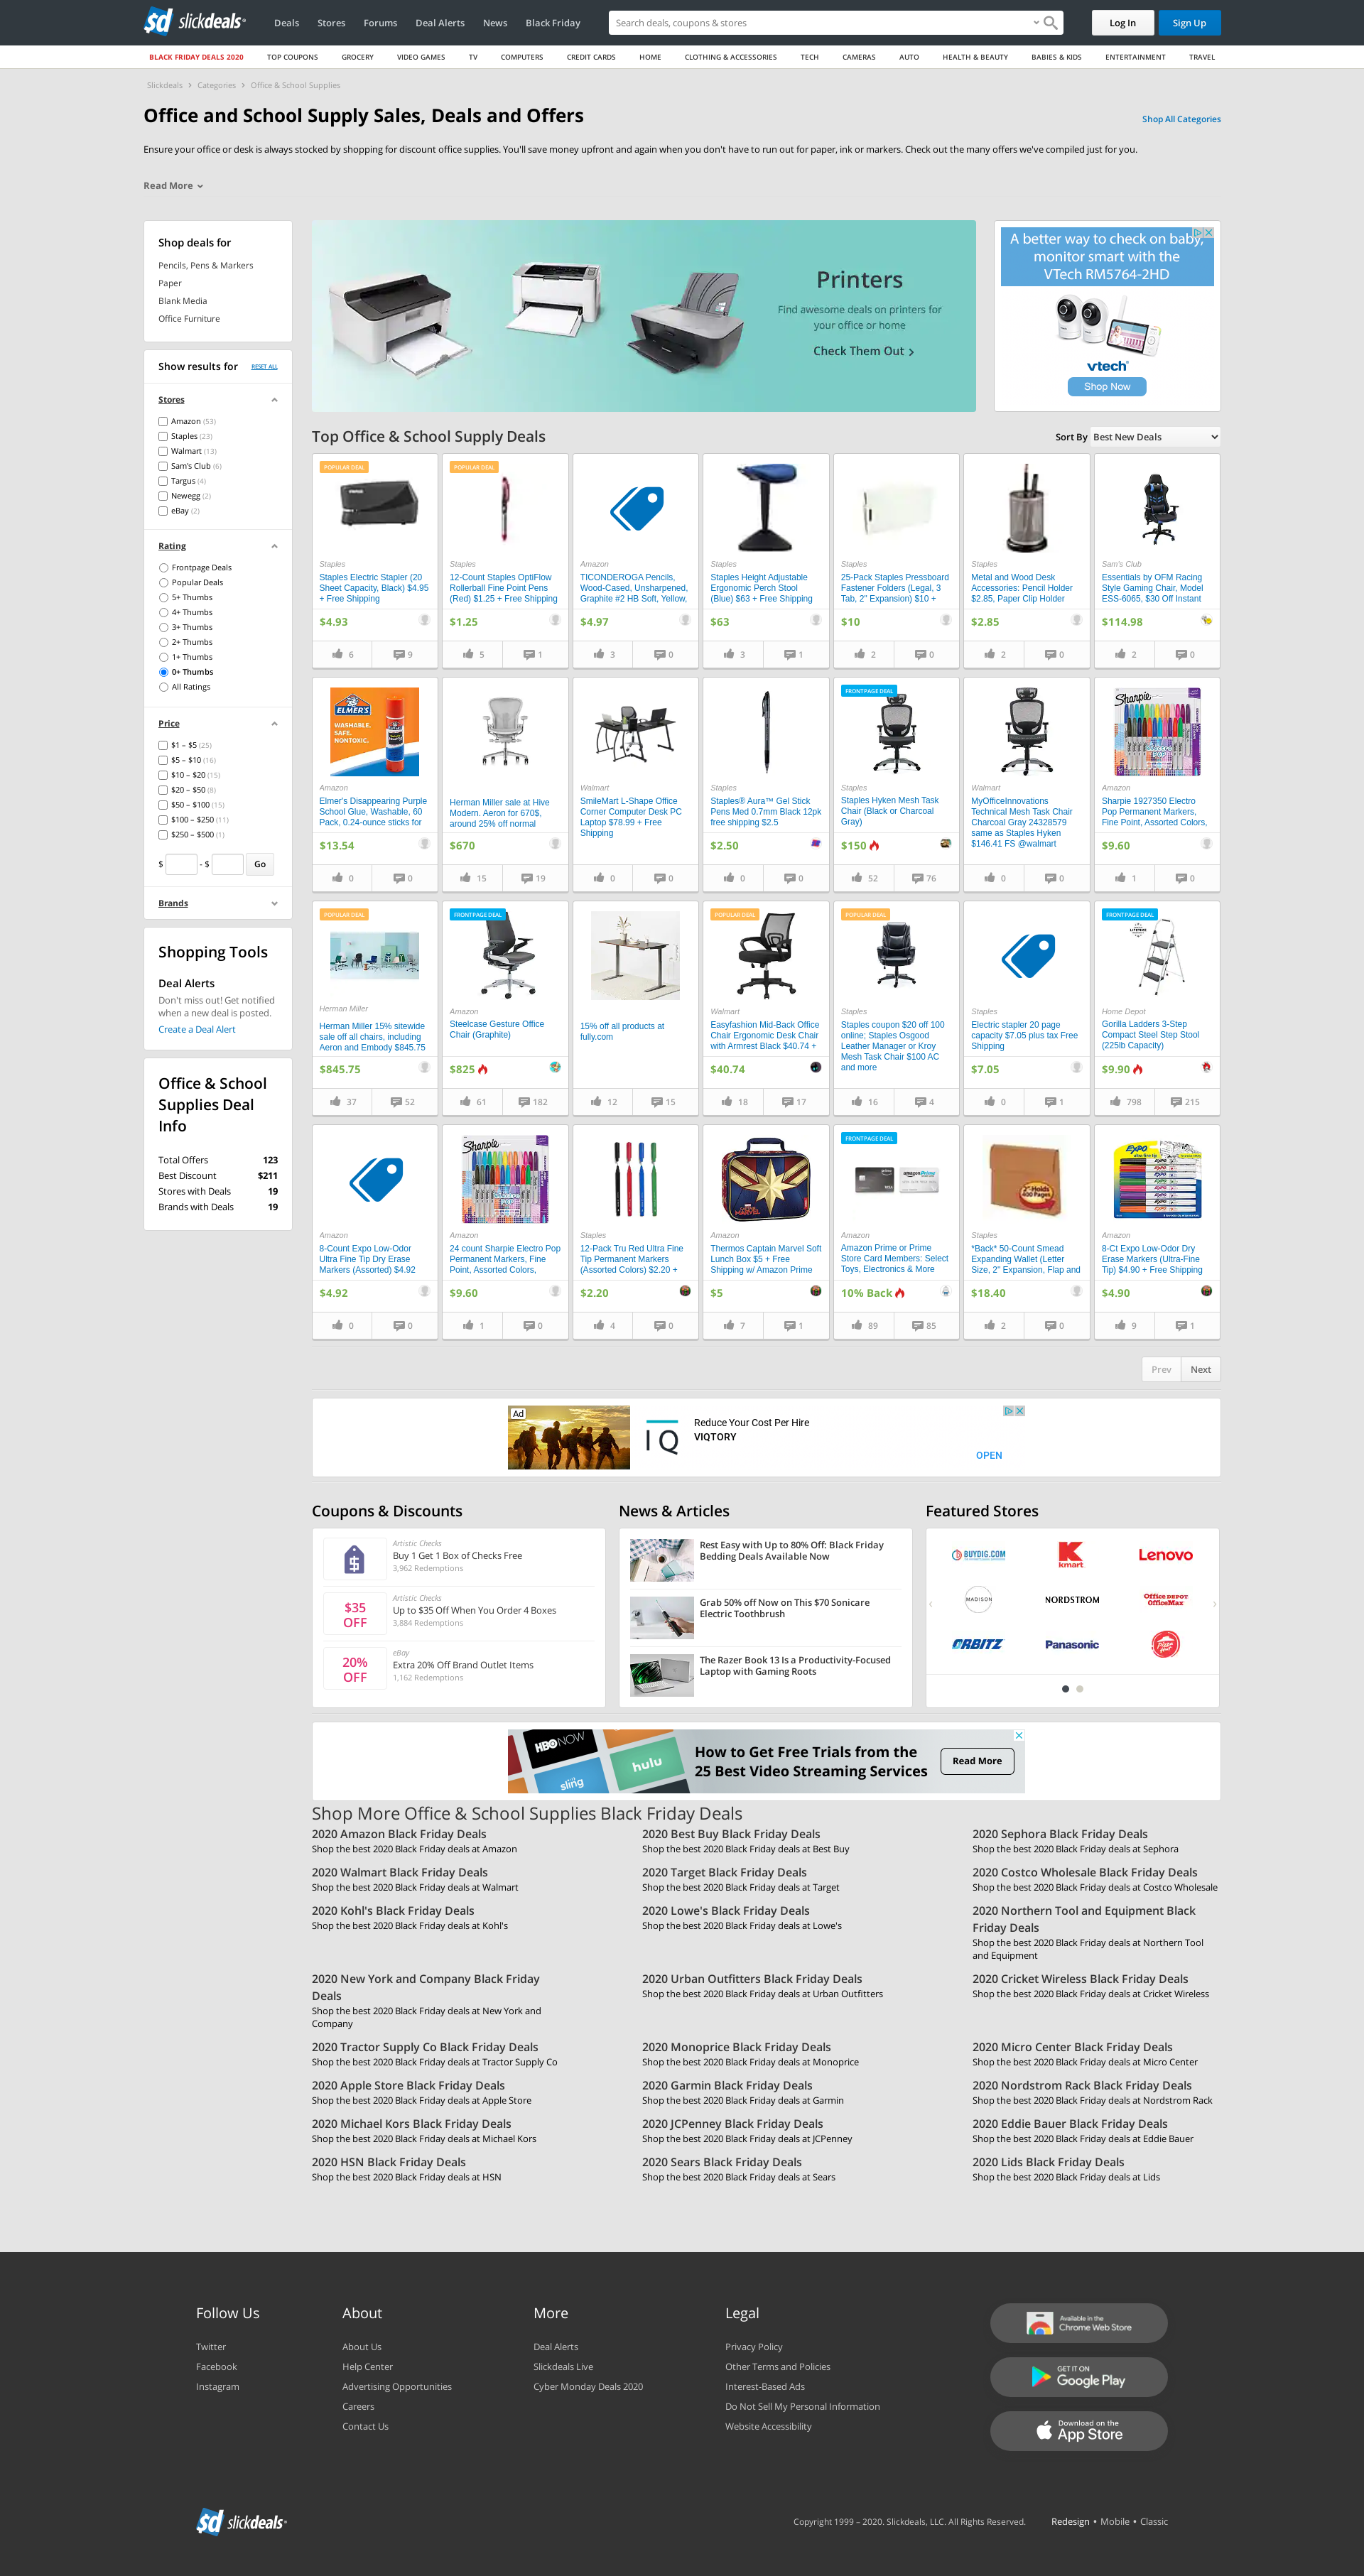 sd slickdeals
Deals
Stores
Forums
Deal Alerts
News
Black Friday
Search deals, coupons & stores
Log In
Sign Up
BLACK FRIDAY DEALS 2020
TOP COUPONS
GROCERY
VIDEO GAMES
TV
COMPUTERS
CREDIT CARDS
HOME
CLOTHING & ACCESSORIES
TECH
CAMERAS
AUTO
HEALTH & BEAUTY
BABIES & KIDS
ENTERTAINMENT
TRAVEL
Slickdeals › Categories › Office & School Supplies
Office and School Supply Sales, Deals and Offers
Shop All Categories
Ensure your office or desk is always stocked by shopping for discount office supplies. You'll save money upfront and again when you don't have to run out for paper, ink or markers. Check out the many offers we've compiled just for you.
Read More
Shop deals for
Pencils, Pens & Markers
Paper
Blank Media
Office Furniture
Show results for
RESET ALL
Stores
Amazon (53)
Staples (23)
Walmart (13)
Sam's Club (6)
Targus (4)
Newegg (2)
eBay (2)
Rating
Frontpage Deals
Popular Deals
5+ Thumbs
4+ Thumbs
3+ Thumbs
2+ Thumbs
1+ Thumbs
0+ Thumbs
All Ratings
Price
$1 – $5 (25)
$5 – $10 (16)
$10 – $20 (15)
$20 – $50 (8)
$50 – $100 (15)
$100 – $250 (11)
$250 – $500 (1)
$ - $ Go
Brands
Shopping Tools
Deal Alerts
Don't miss out! Get notified
when a new deal is posted.
Create a Deal Alert
Office & School
Supplies Deal
Info
Total Offers 123
Best Discount $211
Stores with Deals 19
Brands with Deals 19
Printers
Find awesome deals on printers for
your office or home
Check Them Out
A better way to check on baby,
monitor smart with the
VTech RM5764-2HD
vtech
Shop Now
Top Office & School Supply Deals
Sort By Best New Deals
POPULAR DEAL
Staples
Staples Electric Stapler (20
Sheet Capacity, Black) $4.95
+ Free Shipping
$4.93
6 9
POPULAR DEAL
Staples
12-Count Staples OptiFlow
Rollerball Fine Point Pens
(Red) $1.25 + Free Shipping
$1.25
5 1
Amazon
TICONDEROGA Pencils,
Wood-Cased, Unsharpened,
Graphite #2 HB Soft, Yellow,
$4.97
3 0
Staples
Staples Height Adjustable
Ergonomic Perch Stool
(Blue) $63 + Free Shipping
$63
3 1
Staples
25-Pack Staples Pressboard
Fastener Folders (Legal, 3
Tab, 2" Expansion) $10 +
$10
2 0
Staples
Metal and Wood Desk
Accessories: Pencil Holder
$2.85, Paper Clip Holder
$2.85
2 0
Sam's Club
Essentials by OFM Racing
Style Gaming Chair, Model
ESS-6065, $30 Off Instant
$114.98
2 0
ELMER'S
WASHABLE.
SAFE.
NONTOXIC.
Amazon
Elmer's Disappearing Purple
School Glue, Washable, 60
Pack, 0.24-ounce sticks for
$13.54
0 0
Herman Miller sale at Hive
Modern. Aeron for 670$,
around 25% off normal
$670
15 19
Walmart
SmileMart L-Shape Office
Corner Computer Desk PC
Laptop $78.99 + Free
Shipping
0 0
Staples
Staples® Aura™ Gel Stick
Pens Med 0.7mm Black 12pk
free shipping $2.5
$2.50
0 0
FRONTPAGE DEAL
Staples
Staples Hyken Mesh Task
Chair (Black or Charcoal
Gray)
$150
52 76
Walmart
MyOfficeInnovations
Technical Mesh Task Chair
Charcoal Gray 24328579
same as Staples Hyken
$146.41 FS @walmart
0 0
Sharpie
Amazon
Sharpie 1927350 Electro
Pop Permanent Markers,
Fine Point, Assorted Colors,
$9.60
1 0
POPULAR DEAL
Herman Miller
Herman Miller 15% sitewide
sale off all chairs, including
Aeron and Embody $845.75
$845.75
37 52
FRONTPAGE DEAL
Amazon
Steelcase Gesture Office
Chair (Graphite)
$825
61 182
15% off all products at
fully.com
12 15
POPULAR DEAL
Walmart
Easyfashion Mid-Back Office
Chair Ergonomic Desk Chair
with Armrest Black $40.74 +
$40.74
18 17
POPULAR DEAL
Staples
Staples coupon $20 off 100
online; Staples Osgood
Leather Manager or Kroy
Mesh Task Chair $100 AC
and more
16 4
Staples
Electric stapler 20 page
capacity $7.05 plus tax Free
Shipping
$7.05
0 1
FRONTPAGE DEAL
Home Depot
Gorilla Ladders 3-Step
Compact Steel Step Stool
(225lb Capacity)
$9.90
798 215
Amazon
8-Count Expo Low-Odor
Ultra Fine Tip Dry Erase
Markers (Assorted) $4.92
$4.92
0 0
Sharpie
Amazon
24 count Sharpie Electro Pop
Permanent Markers, Fine
Point, Assorted Colors,
$9.60
1 0
Staples
12-Pack Tru Red Ultra Fine
Tip Permanent Markers
(Assorted Colors) $2.20 +
$2.20
4 0
MARVEL
Amazon
Thermos Captain Marvel Soft
Lunch Box $5 + Free
Shipping w/ Amazon Prime
$5
7 1
FRONTPAGE DEAL
Amazon
Amazon Prime or Prime
Store Card Members: Select
Toys, Electronics & More
10% Back
89 85
2" Holds
400 Pages
Staples
*Back* 50-Count Smead
Expanding Wallet (Letter
Size, 2" Expansion, Flap and
$18.40
2 0
EXPO
Amazon
8-Ct Expo Low-Odor Dry
Erase Markers (Ultra-Fine
Tip) $4.90 + Free Shipping
$4.90
9 1
Prev Next
Ad
IQ
Reduce Your Cost Per Hire
VIQTORY
OPEN
Coupons & Discounts
Artistic Checks
Buy 1 Get 1 Box of Checks Free
3,962 Redemptions
$35
OFF
Artistic Checks
Up to $35 Off When You Order 4 Boxes
3,884 Redemptions
20%
OFF
eBay
Extra 20% Off Brand Outlet Items
1,162 Redemptions
News & Articles
Rest Easy with Up to 80% Off: Black Friday
Bedding Deals Available Now
Grab 50% off Now on This $70 Sonicare
Electric Toothbrush
The Razer Book 13 Is a Productivity-Focused
Laptop with Gaming Roots
Featured Stores
BUYDIG.COM
kmart
Lenovo
MADISON
NORDSTROM
Office DEPOT
OfficeMax
ORBITZ
Panasonic
Pizza Hut
HBO NOW
hulu
sling
How to Get Free Trials from the
25 Best Video Streaming Services
Read More
Shop More Office & School Supplies Black Friday Deals
2020 Amazon Black Friday Deals
Shop the best 2020 Black Friday deals at Amazon
2020 Best Buy Black Friday Deals
Shop the best 2020 Black Friday deals at Best Buy
2020 Sephora Black Friday Deals
Shop the best 2020 Black Friday deals at Sephora
2020 Walmart Black Friday Deals
Shop the best 2020 Black Friday deals at Walmart
2020 Target Black Friday Deals
Shop the best 2020 Black Friday deals at Target
2020 Costco Wholesale Black Friday Deals
Shop the best 2020 Black Friday deals at Costco Wholesale
2020 Kohl's Black Friday Deals
Shop the best 2020 Black Friday deals at Kohl's
2020 Lowe's Black Friday Deals
Shop the best 2020 Black Friday deals at Lowe's
2020 Northern Tool and Equipment Black
Friday Deals
Shop the best 2020 Black Friday deals at Northern Tool
and Equipment
2020 New York and Company Black Friday
Deals
Shop the best 2020 Black Friday deals at New York and
Company
2020 Urban Outfitters Black Friday Deals
Shop the best 2020 Black Friday deals at Urban Outfitters
2020 Cricket Wireless Black Friday Deals
Shop the best 2020 Black Friday deals at Cricket Wireless
2020 Tractor Supply Co Black Friday Deals
Shop the best 2020 Black Friday deals at Tractor Supply Co
2020 Monoprice Black Friday Deals
Shop the best 2020 Black Friday deals at Monoprice
2020 Micro Center Black Friday Deals
Shop the best 2020 Black Friday deals at Micro Center
2020 Apple Store Black Friday Deals
Shop the best 2020 Black Friday deals at Apple Store
2020 Garmin Black Friday Deals
Shop the best 2020 Black Friday deals at Garmin
2020 Nordstrom Rack Black Friday Deals
Shop the best 2020 Black Friday deals at Nordstrom Rack
2020 Michael Kors Black Friday Deals
Shop the best 2020 Black Friday deals at Michael Kors
2020 JCPenney Black Friday Deals
Shop the best 2020 Black Friday deals at JCPenney
2020 Eddie Bauer Black Friday Deals
Shop the best 2020 Black Friday deals at Eddie Bauer
2020 HSN Black Friday Deals
Shop the best 2020 Black Friday deals at HSN
2020 Sears Black Friday Deals
Shop the best 2020 Black Friday deals at Sears
2020 Lids Black Friday Deals
Shop the best 2020 Black Friday deals at Lids
Follow Us
Twitter
Facebook
Instagram
About
About Us
Help Center
Advertising Opportunities
Careers
Contact Us
More
Deal Alerts
Slickdeals Live
Cyber Monday Deals 2020
Legal
Privacy Policy
Other Terms and Policies
Interest-Based Ads
Do Not Sell My Personal Information
Website Accessibility
Available in the
Chrome Web Store
GET IT ON
Google Play
Download on the
App Store
sd slickdeals
Copyright 1999 – 2020. Slickdeals, LLC. All Rights Reserved.
Redesign • Mobile • Classic